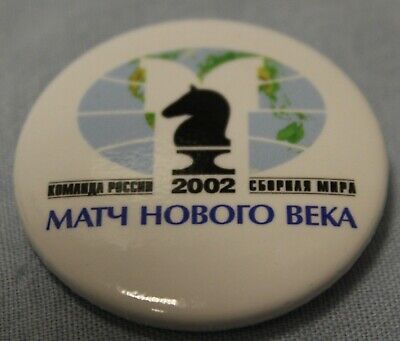 КОМАНДА РОССИИ 2002 СБОРНАЯ МИРА
МАТЧ НОВОГО ВЕКА